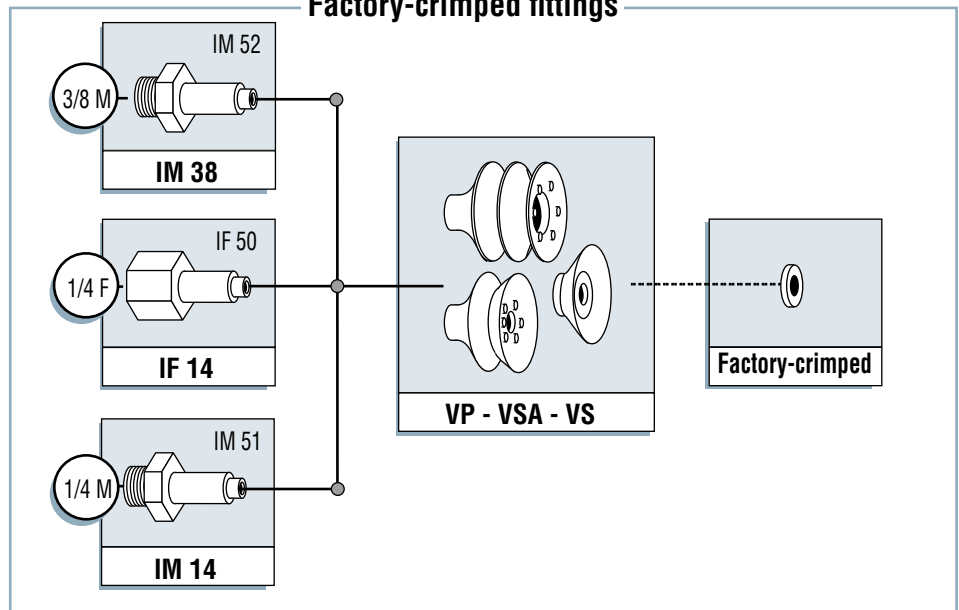 Factory-crimped fittings
IM 52
3/8 M
IM 38
IF 50
1/4 F
IF 14
VP - VSA - VS
Factory-crimped
IM 51
1/4 M
IM 14